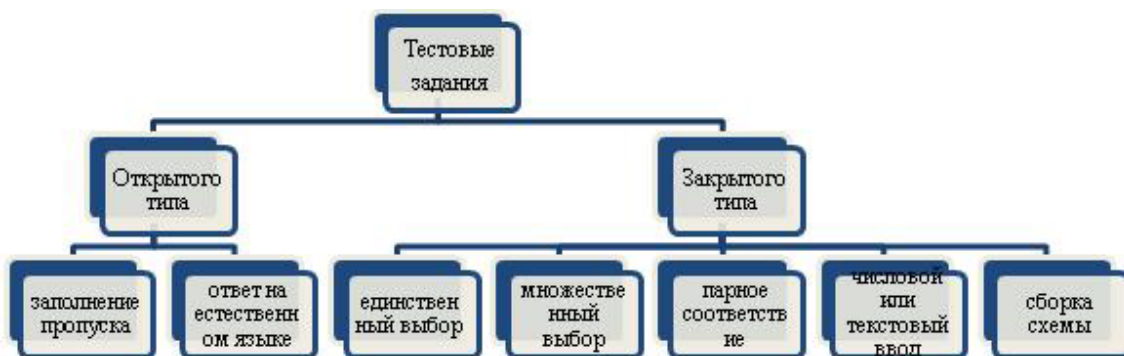 Тестовые
задания
Открытого
типа
Закрытого
типа
заполнение
пропуска
ответ на
естественн
ом языке
единствен
ный выбор
множестве
нный
выбор
парное
соответств
ие
числовой
или
текстовый
ввод
сборка
схемы